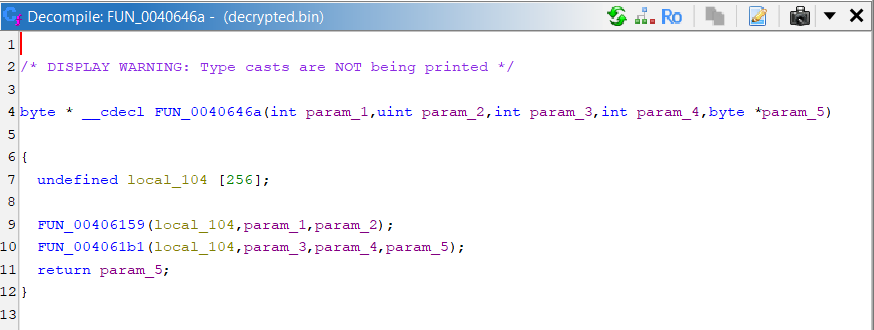 Decompile: FUN_0040646a - (decrypted.bin)
Ro
1
2 /* DISPLAY WARNING: Type casts are NOT being printed */
3
4 byte * __cdecl FUN_0040646a(int param_1,uint param_2,int param_3,int param_4,byte *param_5)
5
6 {
7 undefined local_104 [256];
8
9 FUN_00406159(local_104,param_1,param_2);
10 FUN_004061b1(local_104,param_3,param_4,param_5);
11 return param_5;
12 }
13